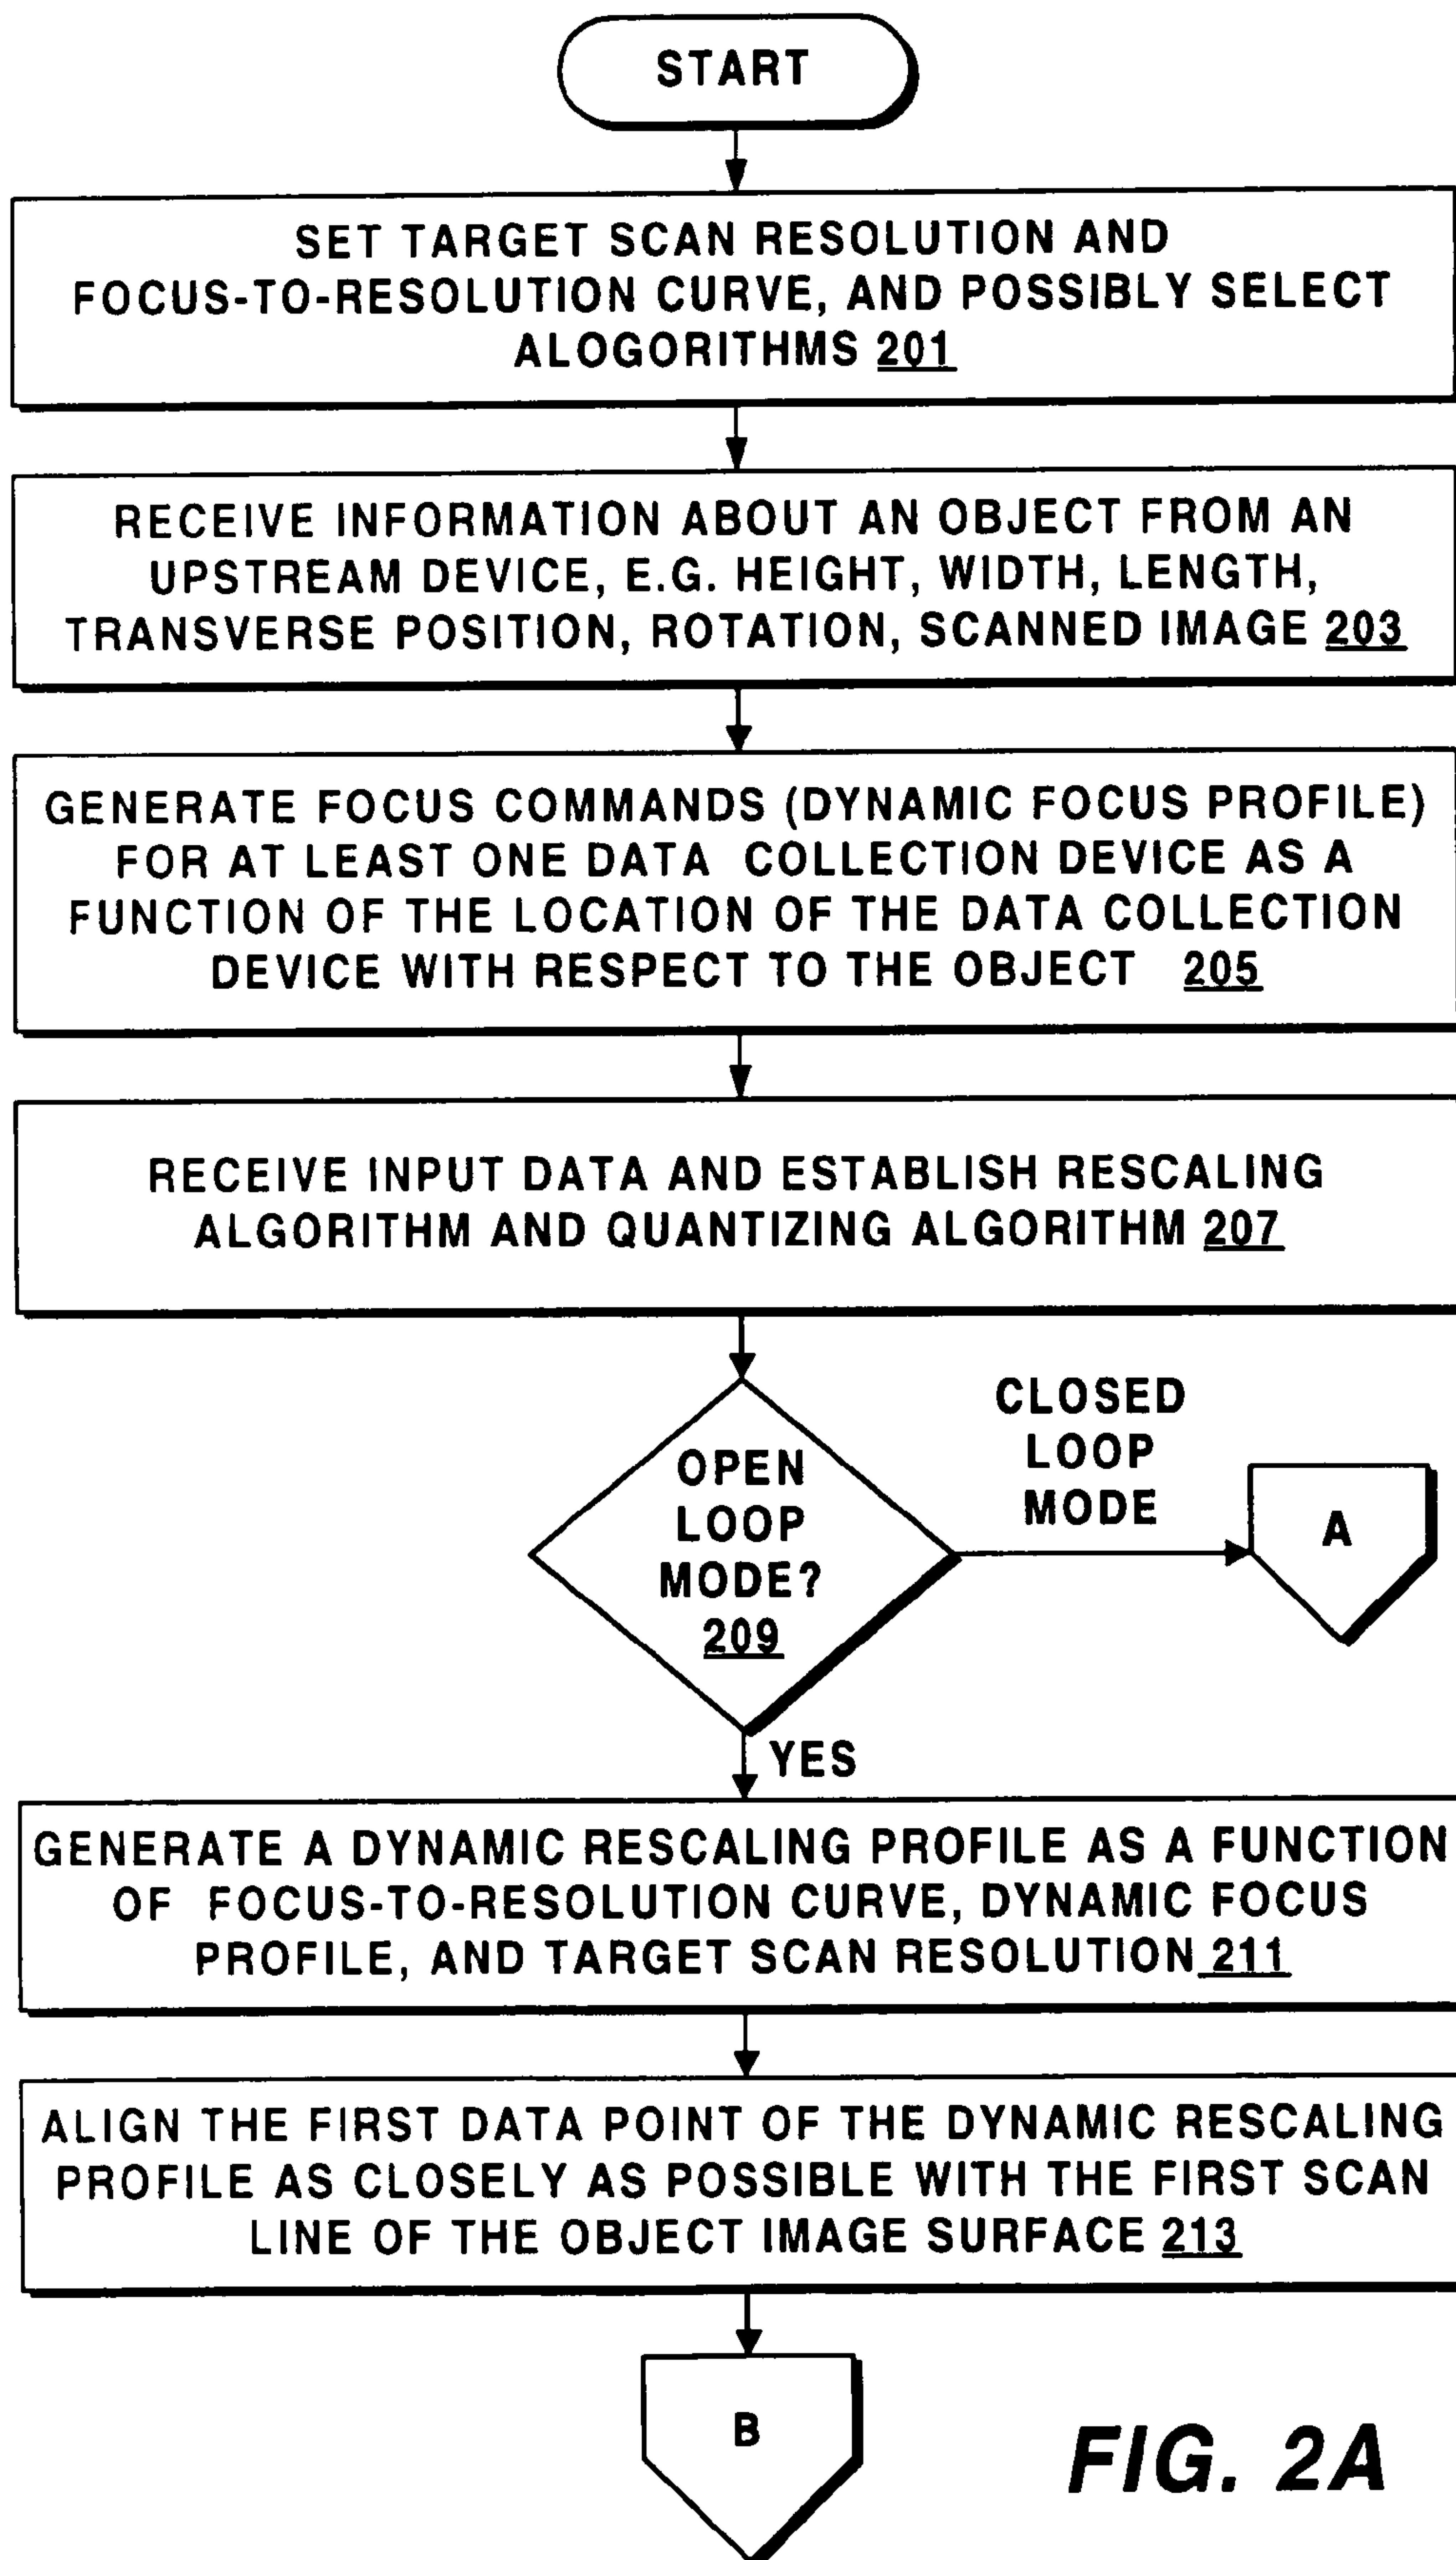 START
SET TARGET SCAN RESOLUTION AND
FOCUS-TO-RESOLUTION CURVE, AND POSSIBLY SELECT
ALOGORITHMS 201
RECEIVE INFORMATION ABOUT AN OBJECT FROM AN
UPSTREAM DEVICE, E.G. HEIGHT, WIDTH, LENGTH,
TRANSVERSE POSITION, ROTATION, SCANNED IMAGE 203
GENERATE FOCUS COMMANDS (DYNAMIC FOCUS PROFILE)
FOR AT LEAST ONE DATA COLLECTION DEVICE AS A
FUNCTION OF THE LOCATION OF THE DATA COLLECTION
DEVICE WITH RESPECT TO THE OBJECT 205
RECEIVE INPUT DATA AND ESTABLISH RESCALING
ALGORITHM AND QUANTIZING ALGORITHM 207
OPEN
LOOP
MODE?
209
CLOSED
LOOP
MODE
A
YES
GENERATE A DYNAMIC RESCALING PROFILE AS A FUNCTION
OF FOCUS-TO-RESOLUTION CURVE, DYNAMIC FOCUS
PROFILE, AND TARGET SCAN RESOLUTION 211
ALIGN THE FIRST DATA POINT OF THE DYNAMIC RESCALING
PROFILE AS CLOSELY AS POSSIBLE WITH THE FIRST SCAN
LINE OF THE OBJECT IMAGE SURFACE 213
B
FIG. 2A